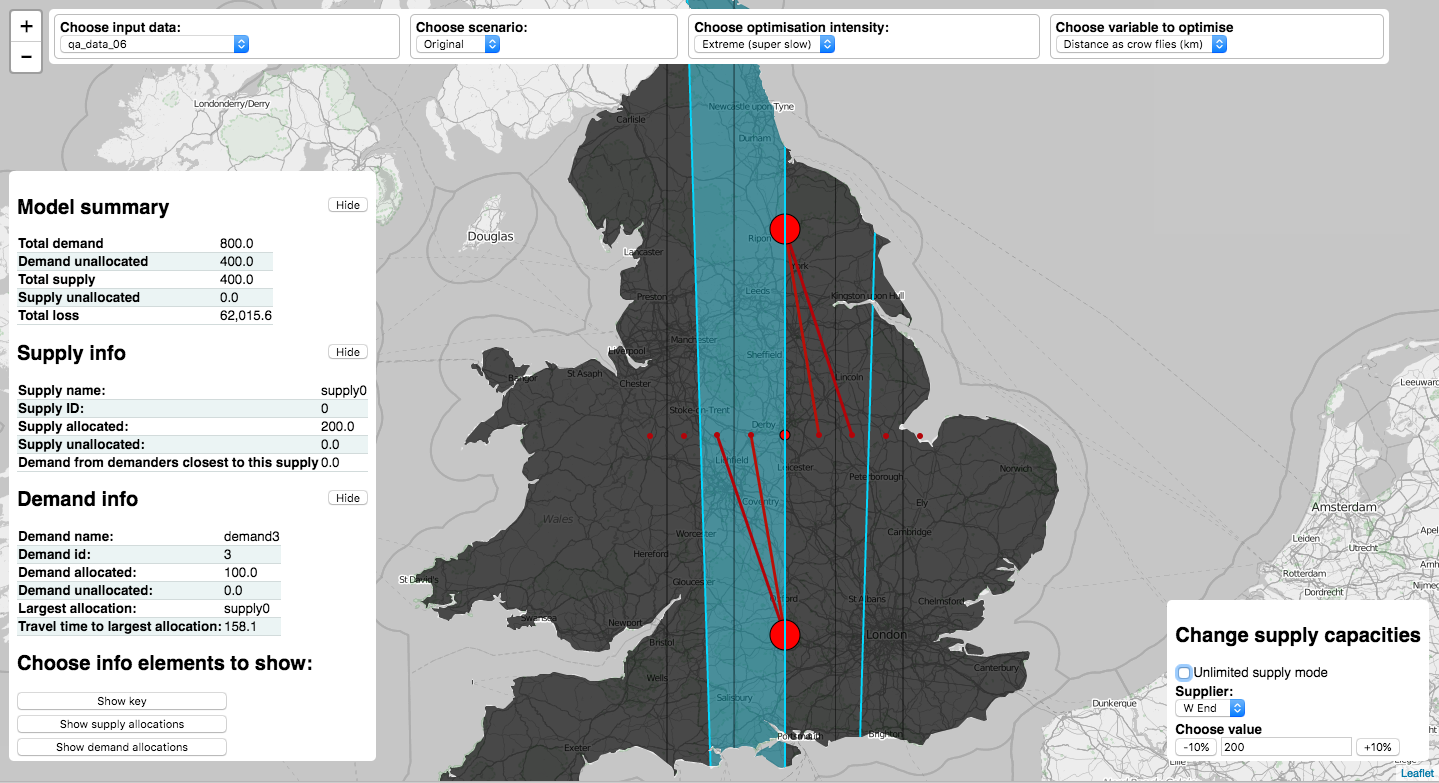 +
−
Choose input data:
qa_data_06
Choose scenario:
Original
Choose optimisation intensity:
Extreme (super slow)
Choose variable to optimise
Distance as crow flies (km)
Londonderry/Derry
Newcastle upon Tyne
Carlisle
Durham
Model summary
Hide
Total demand 800.0
Demand unallocated 400.0
Total supply 400.0
Supply unallocated 0.0
Total loss 62,015.6
Supply info
Hide
Supply name: supply0
Supply ID: 0
Supply allocated: 200.0
Supply unallocated: 0.0
Demand from demanders closest to this supply 0.0
Demand info
Hide
Demand name: demand3
Demand id: 3
Demand allocated: 100.0
Demand unallocated: 0.0
Largest allocation: supply0
Travel time to largest allocation: 158.1
Choose info elements to show:
Show key
Show supply allocations
Show demand allocations
Douglas
Ripon
Lancaster
York
Preston
Leeds
Kingston upon Hull
Manchester
Liverpool
Sheffield
St Asaph
Bangor
Chester
Lincoln
Stoke-on-Trent
Derby
Lichfield
Leicester
Peterborough
Norwich
Coventry
Ely
Wales
Worcester
Cambridge
Hereford
St David's
Gloucester
Oxford
St Albans
Chelmsford
Swansea
Newport
London
Bristol
Canterbury
Wells
Salisbury
Portsmouth
Brighton
Exeter
Leeuward
Amsterdam
Leiden
Utrecht
Apel
Rotterdam
Arnh
Dordrecht
Nijme
Dunkerque
Lille
Change supply capacities
Unlimited supply mode
Supplier:
W End
Choose value
-10%
200
+10%
Leaflet